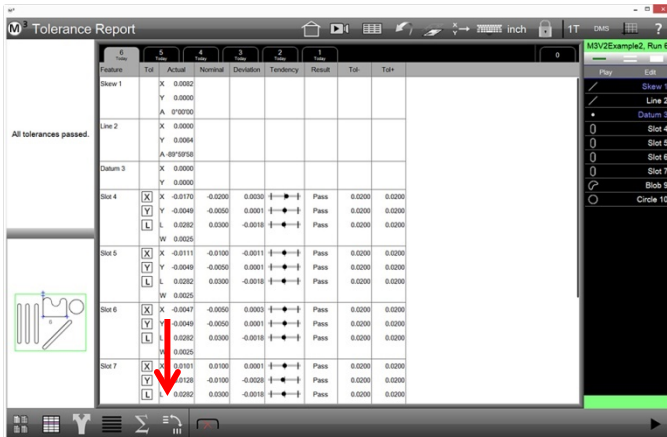 M³ Tolerance Report
inch
1T
DMS
?
M3V2Example2, Run 6
6 Today
5 Today
4 Today
3 Today
2 Today
1 Today
0
Play Edit
Feature Tol Actual Nominal Deviation Tendency Result Tol- Tol+
Skew 1 X 0.0082
Y 0.0000
A 0°00'00
Line 2 X 0.0000
Y 0.0064
A -89°59'58
Datum 3 X 0.0000
Y 0.0000
Slot 4 X X -0.0170 -0.0200 0.0030 Pass 0.0200 0.0200
Y Y -0.0049 -0.0050 0.0001 Pass 0.0200 0.0200
L L 0.0282 0.0300 -0.0018 Pass 0.0200 0.0200
W 0.0025
Slot 5 X X -0.0111 -0.0100 -0.0011 Pass 0.0200 0.0200
Y Y -0.0049 -0.0050 0.0001 Pass 0.0200 0.0200
L L 0.0282 0.0300 -0.0018 Pass 0.0200 0.0200
W 0.0025
Slot 6 X X -0.0047 -0.0050 0.0003 Pass 0.0200 0.0200
Y Y -0.0049 -0.0050 0.0001 Pass 0.0200 0.0200
L L 0.0282 0.0300 -0.0018 Pass 0.0200 0.0200
W 0.0025
Slot 7 X X 0.0101 0.0100 0.0001 Pass 0.0200 0.0200
Y 0.0128 -0.0100 -0.0028 Pass 0.0200 0.0200
L L 0.0282 0.0300 -0.0018 Pass 0.0200 0.0200
All tolerances passed.
Skew 1
Line 2
Datum 3
Slot 4
Slot 5
Slot 6
Slot 7
Blob 9
Circle 10